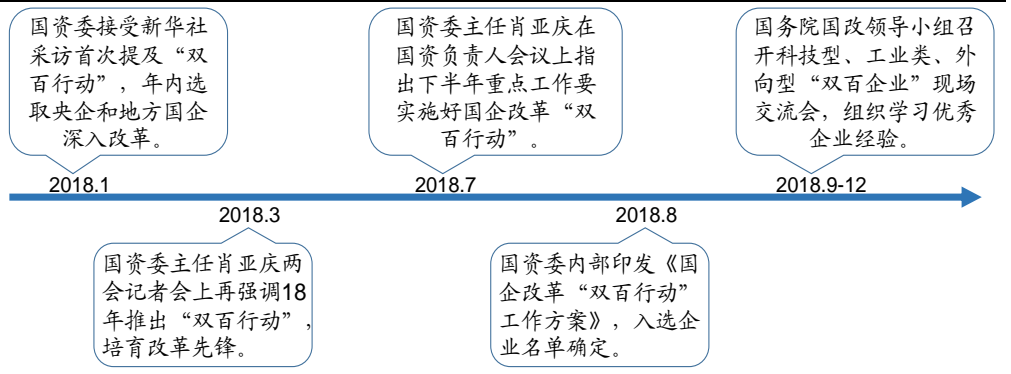 国资委接受新华社
采访首次提及“双
百行动”，年内选
取央企和地方国企
深入改革。
2018.1
国资委主任肖亚庆在
国资负责人会议上指
出下半年重点工作要
实施好国企改革“双
百行动”。
2018.7
国务院国改领导小组召
开科技型、工业类、外
向型“双百企业”现场
交流会，组织学习优秀
企业经验。
2018.9-12
2018.3
国资委主任肖亚庆两
会记者会上再强调18
年推出“双百行动”，
培育改革先锋。
2018.8
国资委内部印发《国
企改革“双百行动”
工作方案》，入选企
业名单确定。